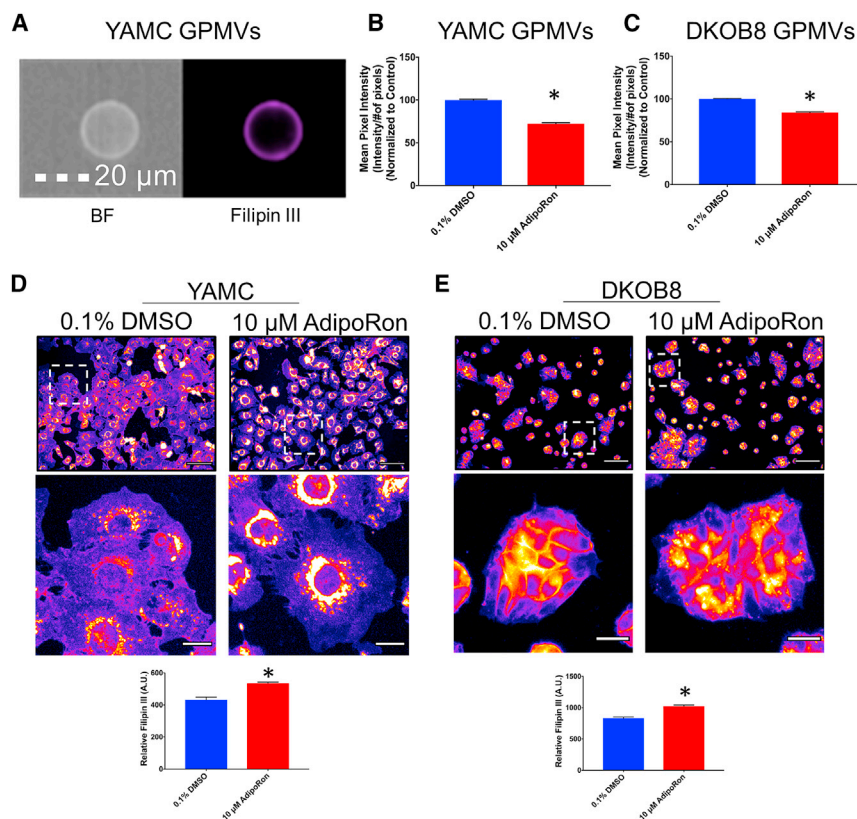 A
YAMC GPMVs
20 µm
BF
Filipin III
B
YAMC GPMVs
Mean Pixel Intensity
(Intensity/#of pixels)
(Normalized to Control)
150
100
50
0
*
0.1% DMSO
10 µM AdipoRon
C
DKOB8 GPMVs
Mean Pixel Intensity
(Intensity/#of pixels)
(Normalized to Control)
150
100
50
0
*
0.1% DMSO
10 µM AdipoRon
D
YAMC
0.1% DMSO
10 µM AdipoRon
Relative Filipin III (A.U.)
600
400
200
0
*
0.1% DMSO
10 µM AdipoRon
E
DKOB8
0.1% DMSO
10 µM AdipoRon
Relative Filipin III (A.U.)
1500
1000
500
0
*
0.1% DMSO
10 µM AdipoRon